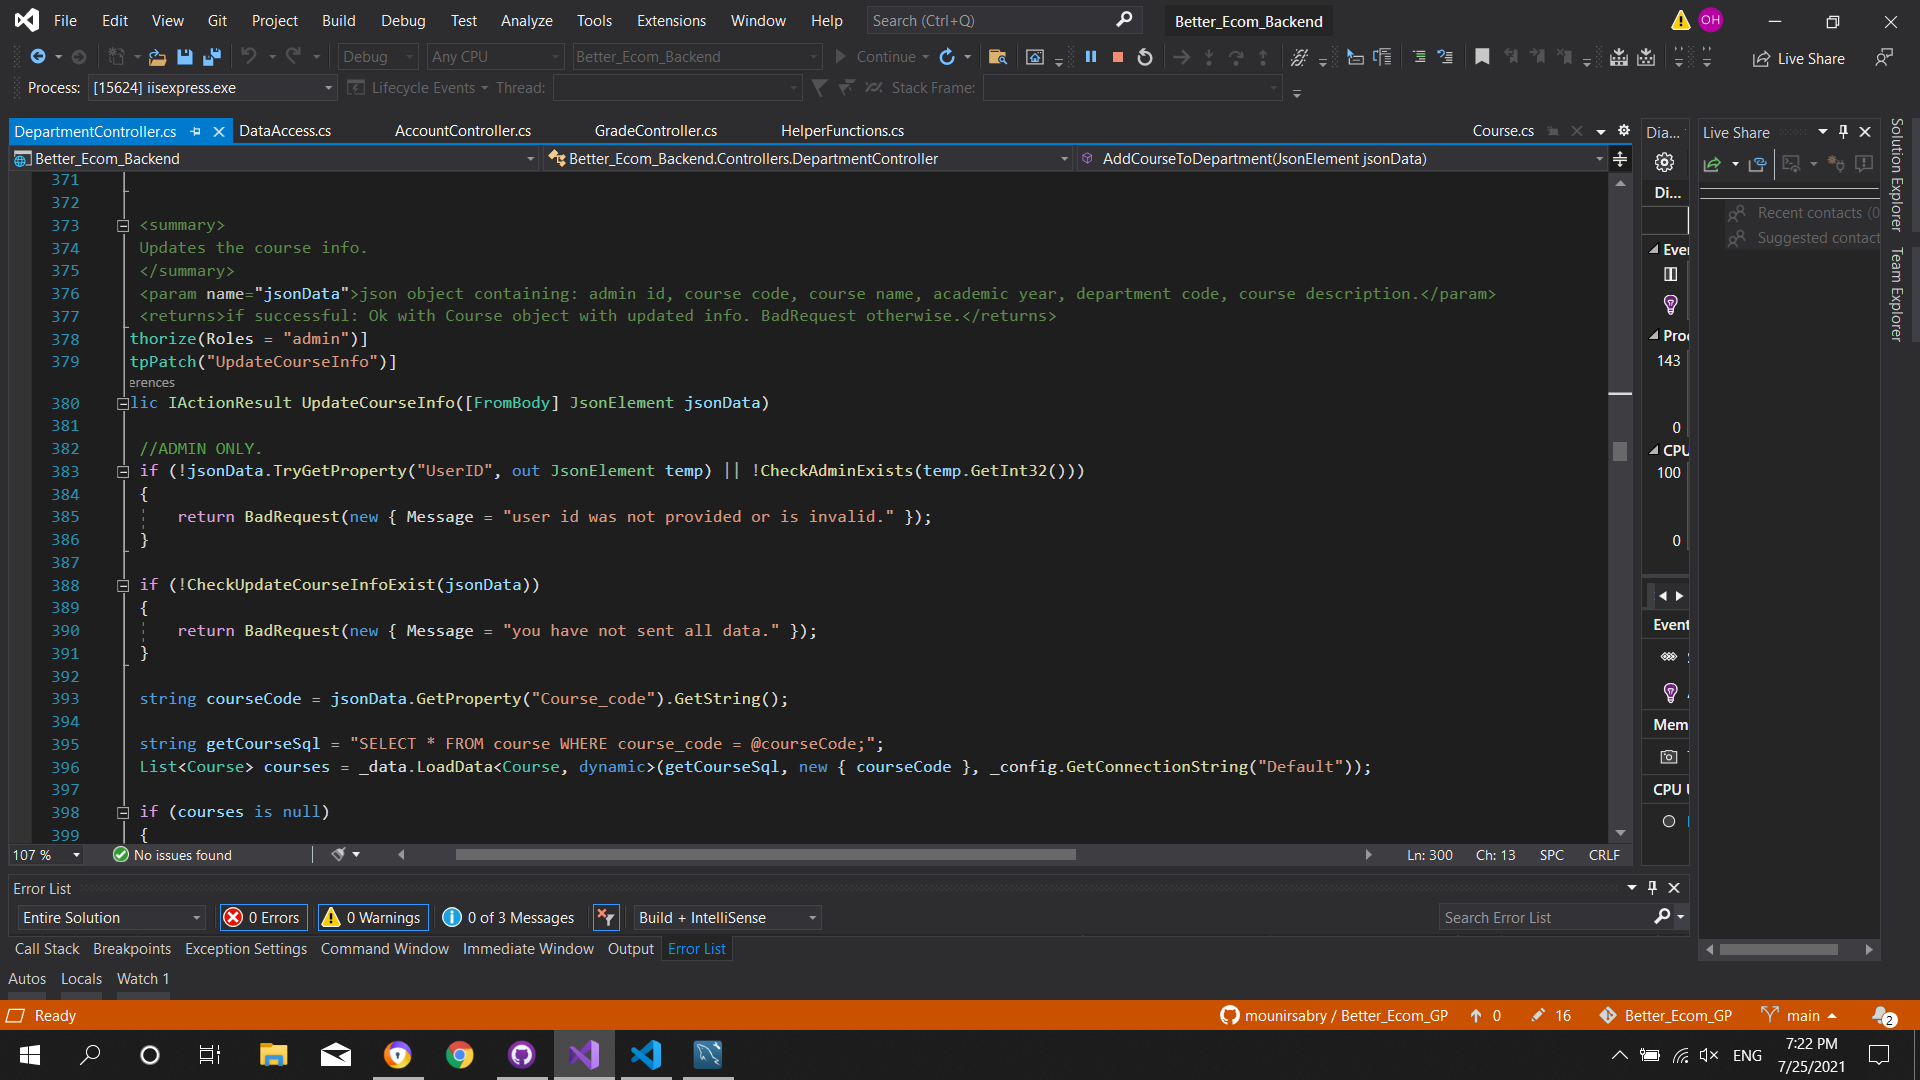 File Edit View Git Project Build Debug Test Analyze Tools Extensions Window Help Search (Ctrl+Q) Better_Ecom_Backend OH
Debug Any CPU Better_Ecom_Backend Continue Live Share
Process: [15624] iisexpress.exe Lifecycle Events Thread: Stack Frame:
DepartmentController.cs DataAccess.cs AccountController.cs GradeController.cs HelperFunctions.cs Course.cs
Better_Ecom_Backend Better_Ecom_Backend.Controllers.DepartmentController AddCourseToDepartment(JsonElement jsonData)
371
372
373 <summary>
374 Updates the course info.
375 </summary>
376 <param name="jsonData">json object containing: admin id, course code, course name, academic year, department code, course description.</param>
377 <returns>if successful: Ok with Course object with updated info. BadRequest otherwise.</returns>
378 thorize(Roles = "admin")]
379 tpPatch("UpdateCourseInfo")]
erences
380 lic IActionResult UpdateCourseInfo([FromBody] JsonElement jsonData)
381
382 //ADMIN ONLY.
383 if (!jsonData.TryGetProperty("UserID", out JsonElement temp) || !CheckAdminExists(temp.GetInt32()))
384 {
385 return BadRequest(new { Message = "user id was not provided or is invalid." });
386 }
387
388 if (!CheckUpdateCourseInfoExist(jsonData))
389 {
390 return BadRequest(new { Message = "you have not sent all data." });
391 }
392
393 string courseCode = jsonData.GetProperty("Course_code").GetString();
394
395 string getCourseSql = "SELECT * FROM course WHERE course_code = @courseCode;";
396 List<Course> courses = _data.LoadData<Course, dynamic>(getCourseSql, new { courseCode }, _config.GetConnectionString("Default"));
397
398 if (courses is null)
399 {
107 % No issues found Ln: 300 Ch: 13 SPC CRLF
Dia...
Di...
Eve
Pro
143
0
CPU
100
0
Event
Mem
CPU U
Live Share
Recent contacts (0
Suggested contact
Solution Explorer
Team Explorer
Error List
Entire Solution 0 Errors 0 Warnings 0 of 3 Messages Build + IntelliSense Search Error List
Call Stack Breakpoints Exception Settings Command Window Immediate Window Output Error List
Autos Locals Watch 1
Ready mounirsabry / Better_Ecom_GP 0 16 Better_Ecom_GP main 2
ENG 7:22 PM
7/25/2021